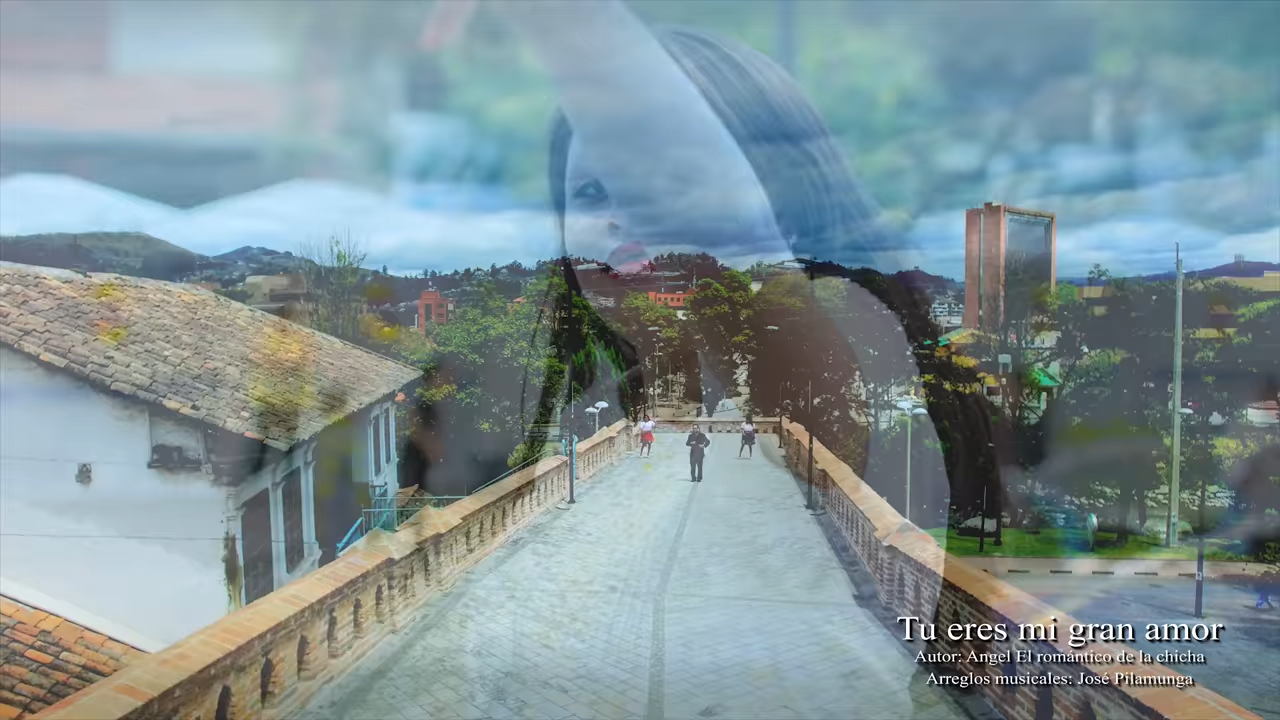 Tu eres mi gran amor
Autor: Angel El romántico de la chicha
Arreglos musicales: José Pilamunga